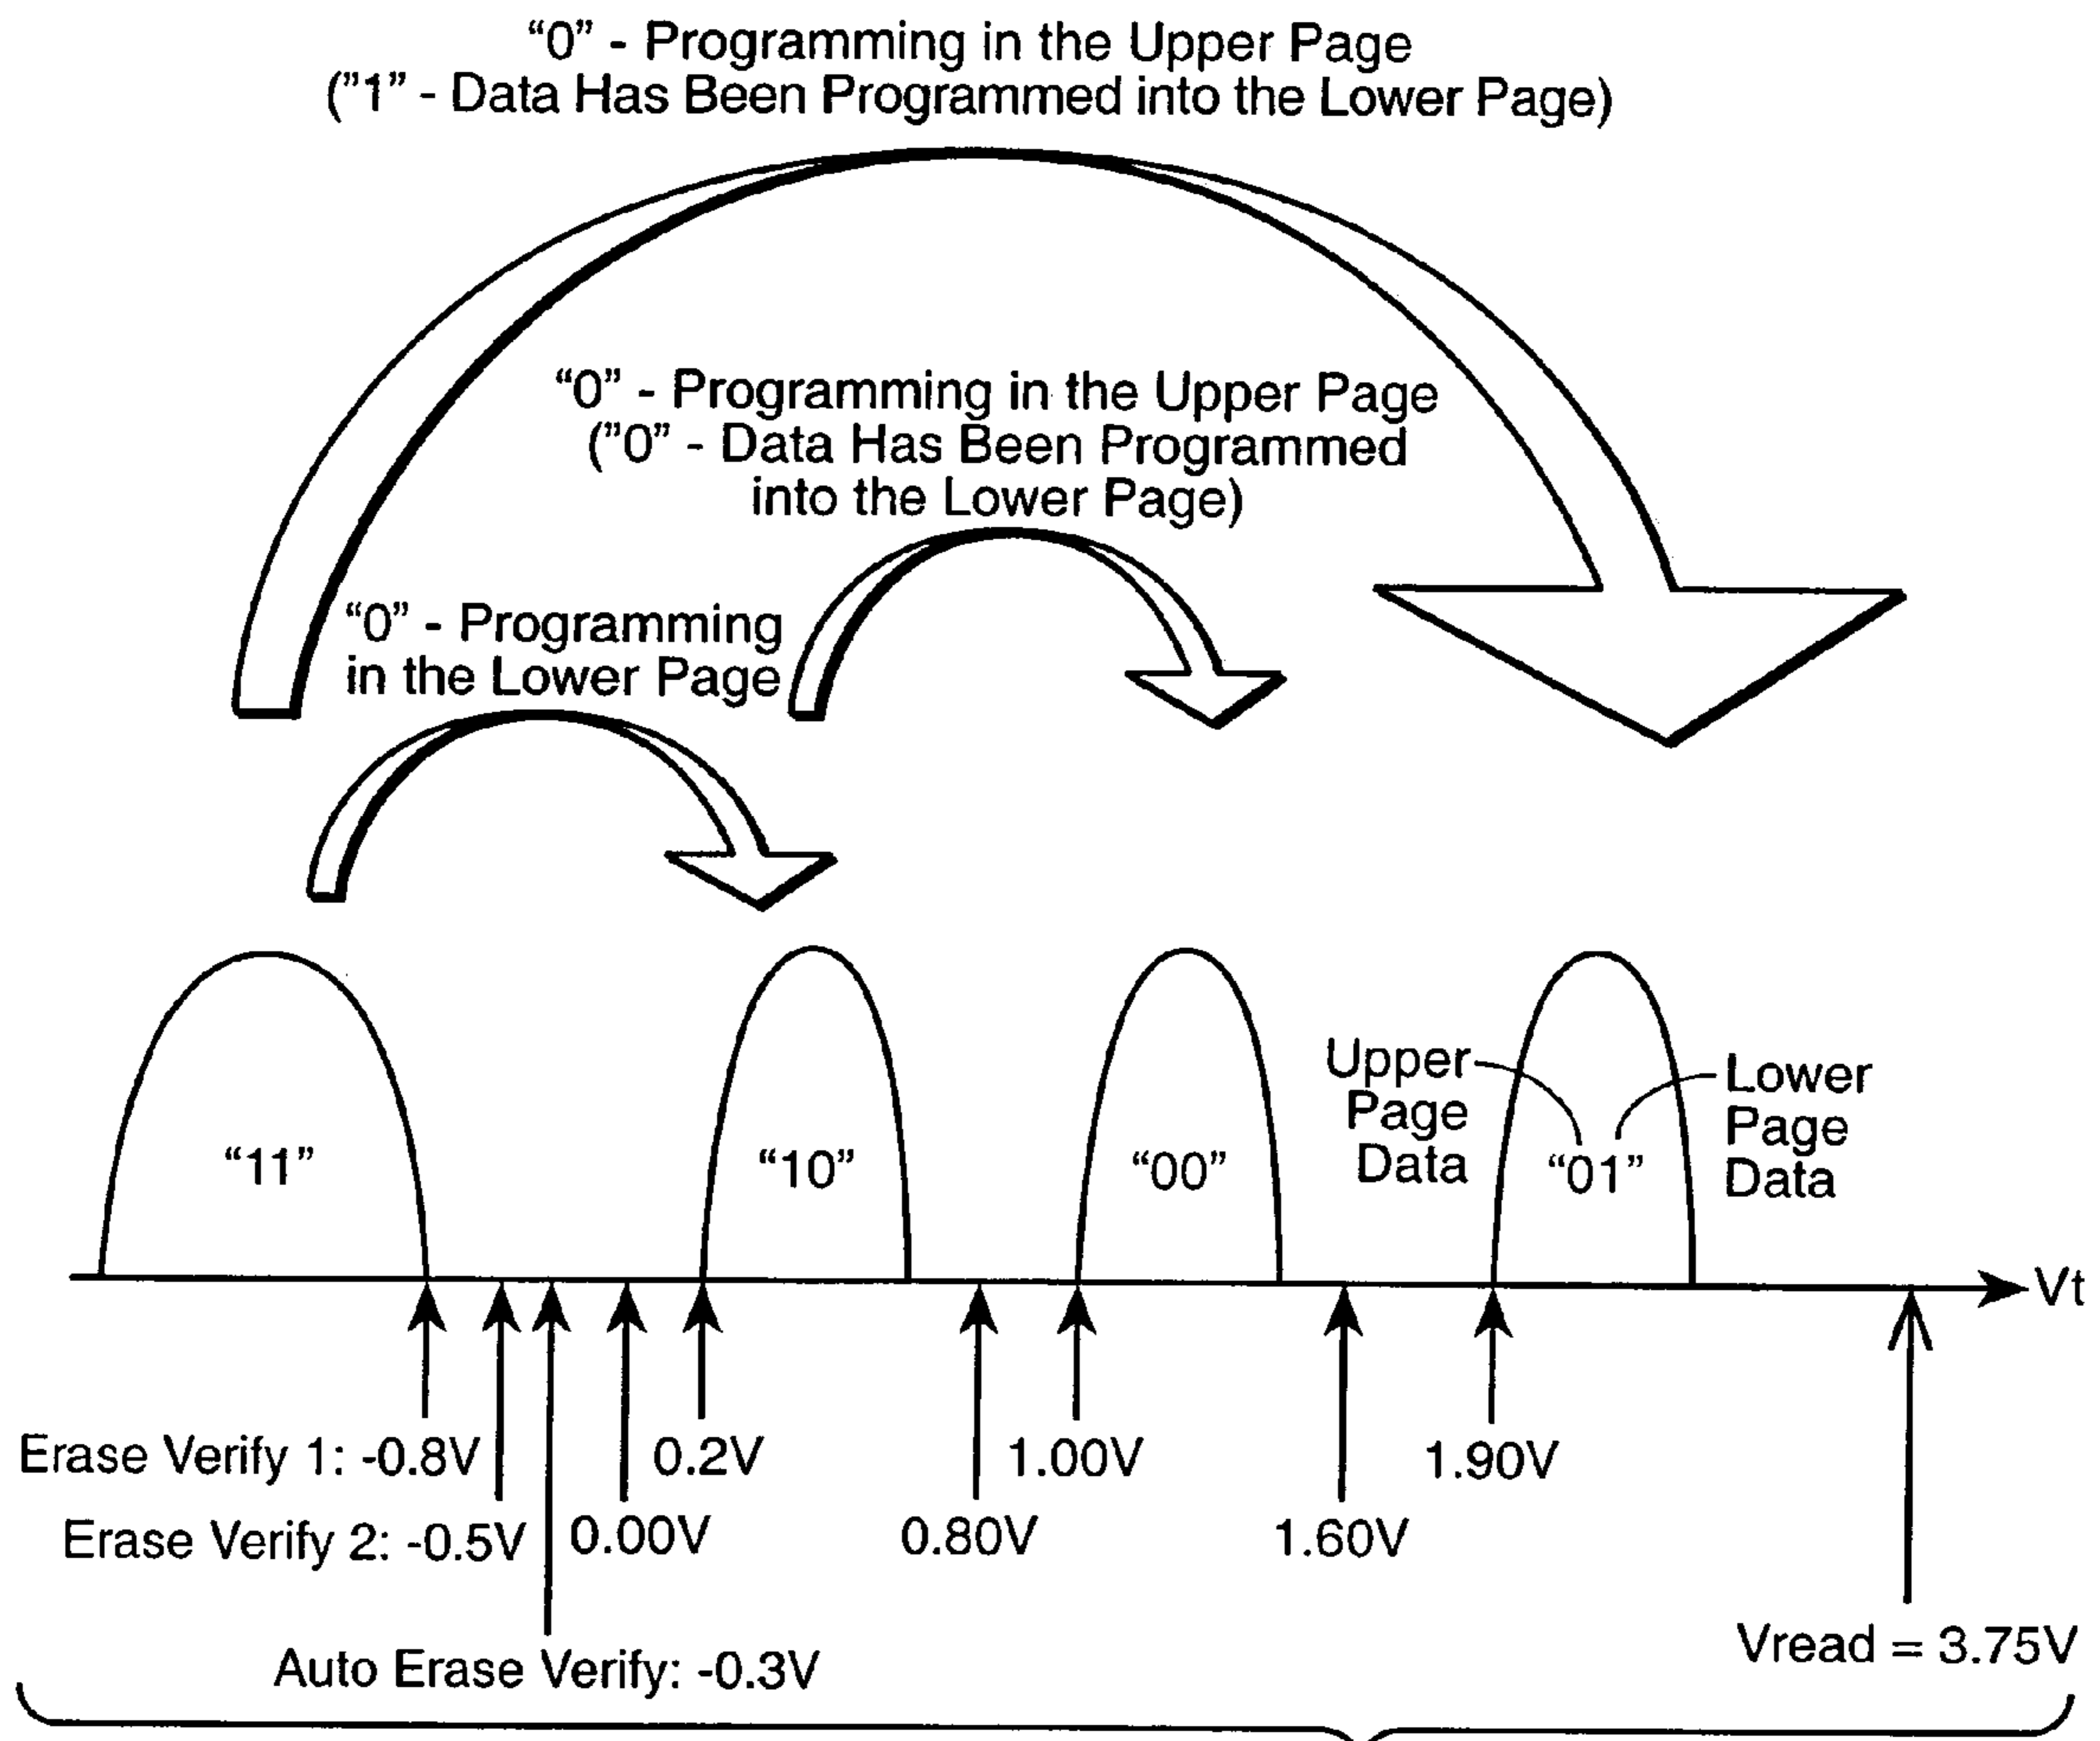 “0” - Programming in the Upper Page
(”1” - Data Has Been Programmed into the Lower Page)
“0” - Programming in the Upper Page
(”0” - Data Has Been Programmed
into the Lower Page)
“0” - Programming
in the Lower Page
Upper
Page
Data
Lower
Page
Data
“11”
“10”
“00”
“01”
Vt
Erase Verify 1: -0.8V
0.2V
1.00V
1.90V
Erase Verify 2: -0.5V
0.00V
0.80V
1.60V
Auto Erase Verify: -0.3V
Vread = 3.75V